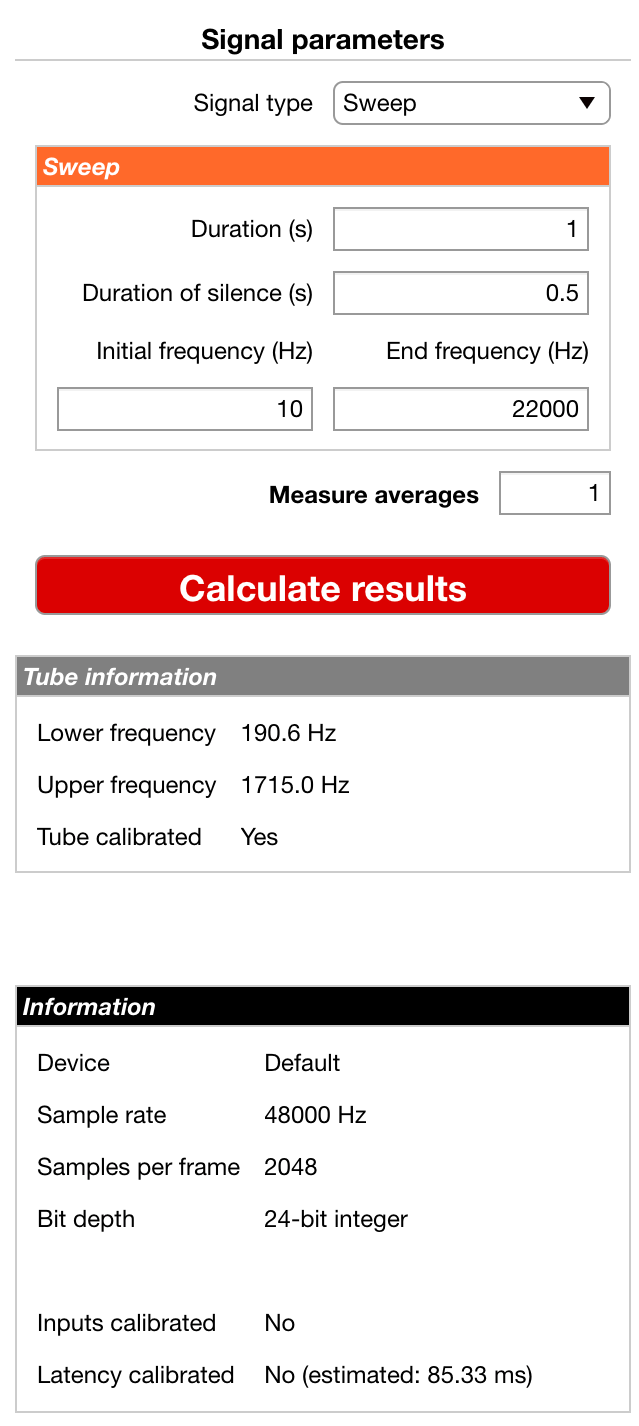 Signal parameters
Signal type Sweep
Sweep
Duration (s) 1
Duration of silence (s) 0.5
Initial frequency (Hz) End frequency (Hz)
10 22000
Measure averages 1
Calculate results
Tube information
Lower frequency 190.6 Hz
Upper frequency 1715.0 Hz
Tube calibrated Yes
Information
Device Default
Sample rate 48000 Hz
Samples per frame 2048
Bit depth 24-bit integer
Inputs calibrated No
Latency calibrated No (estimated: 85.33 ms)